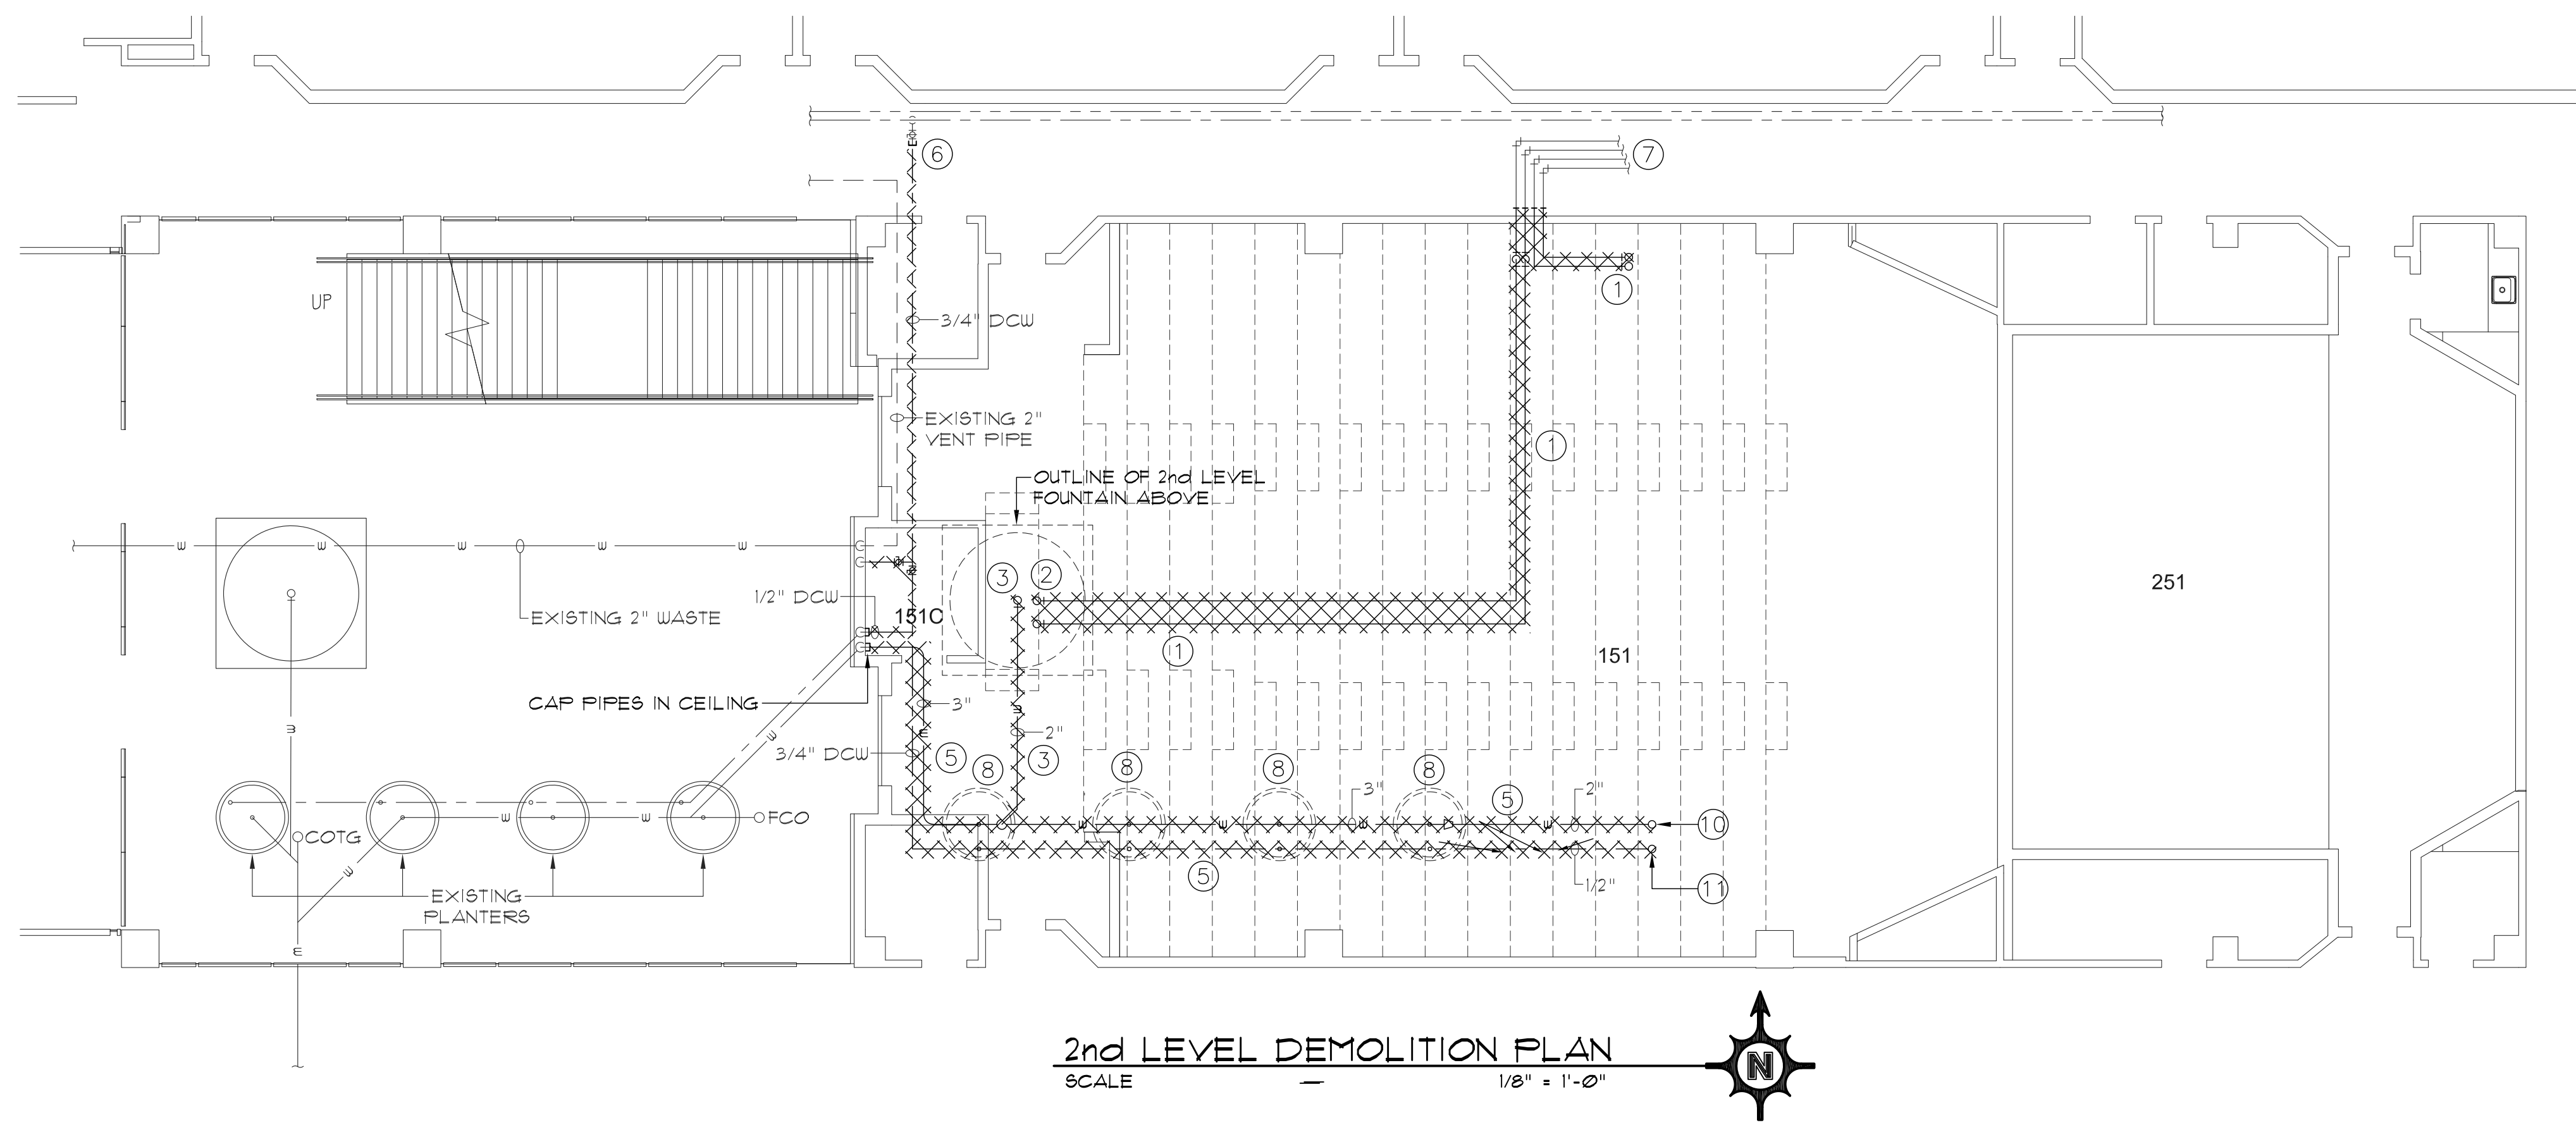 6
7
UP
1
3/4" DCW
EXISTING 2"
VENT PIPE
1
OUTLINE OF 2nd LEVEL
FOUNTAIN ABOVE
W W W W W
3 2
251
1/2" DCW
151C
EXISTING 2" WASTE
1
151
CAP PIPES IN CEILING
3"
W
W
W
W
2"
3/4" DCW
5
8
3
8
8
8
3"
5
2"
W W FCO
W W W W
10
COTG
W
5
1/2"
11
EXISTING
PLANTERS
W
2nd LEVEL DEMOLITION PLAN
SCALE — 1/8" = 1'-0"
N